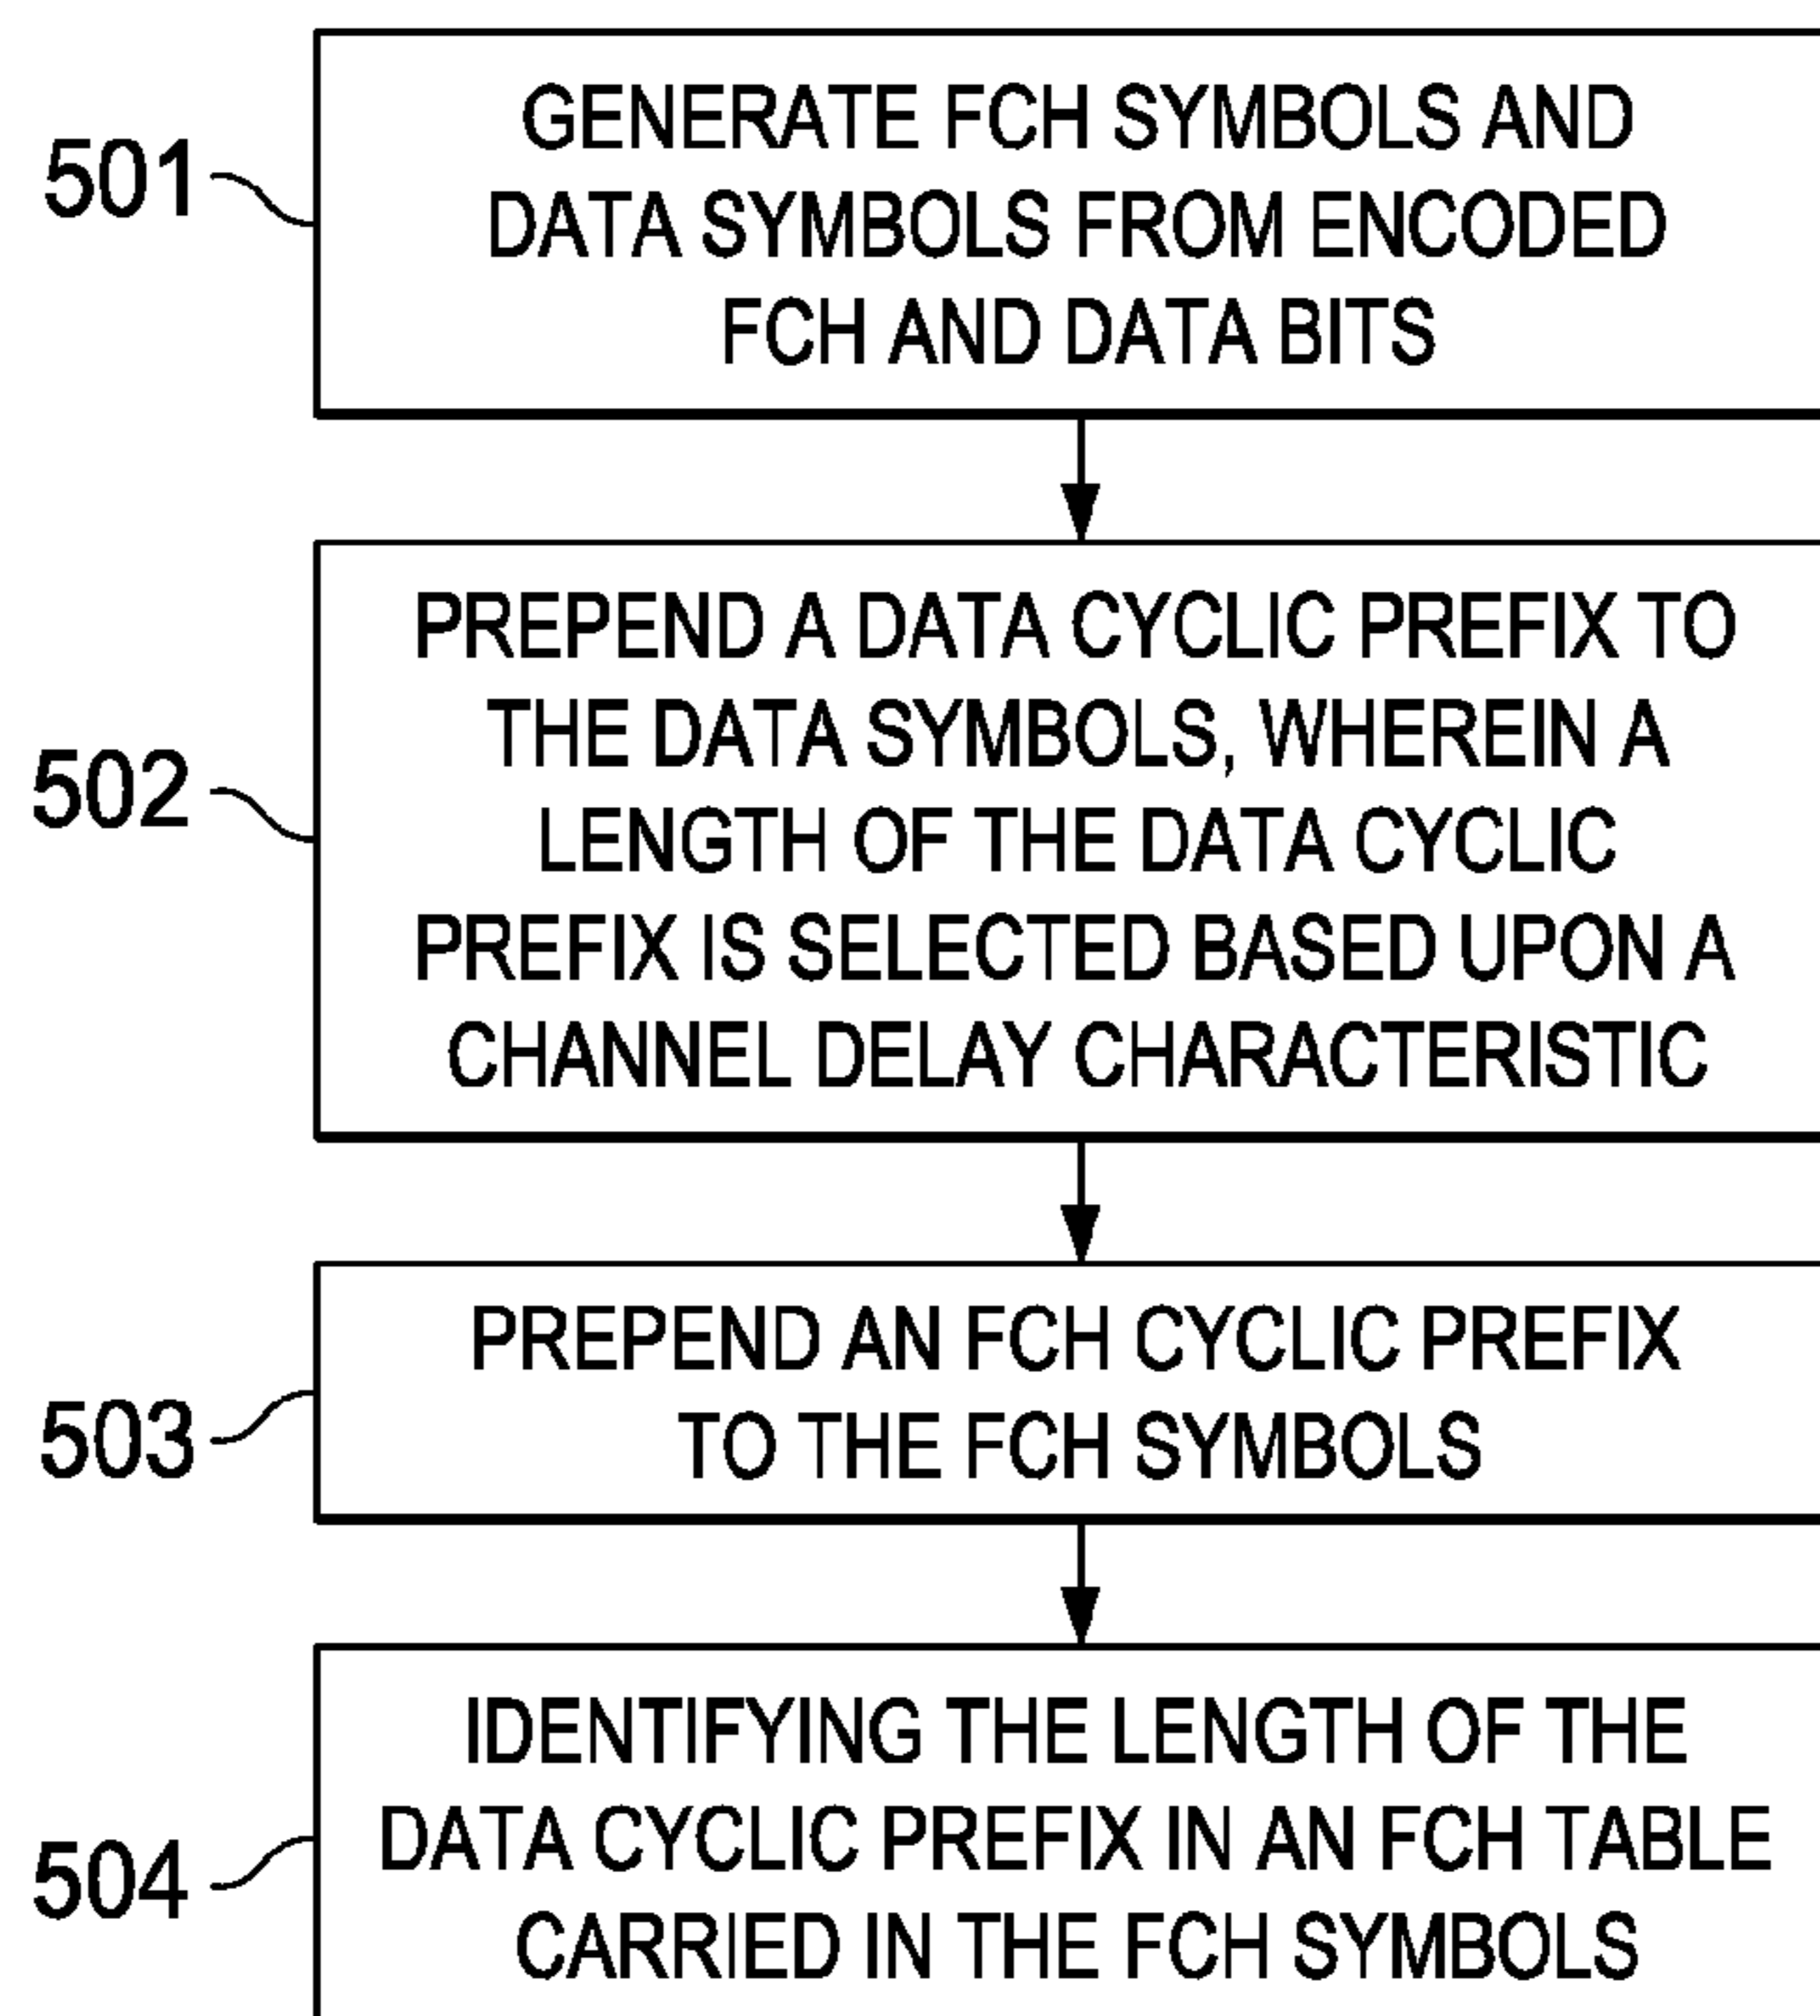 501
GENERATE FCH SYMBOLS AND
DATA SYMBOLS FROM ENCODED
FCH AND DATA BITS
502
PREPEND A DATA CYCLIC PREFIX TO
THE DATA SYMBOLS, WHEREIN A
LENGTH OF THE DATA CYCLIC
PREFIX IS SELECTED BASED UPON A
CHANNEL DELAY CHARACTERISTIC
503
PREPEND AN FCH CYCLIC PREFIX
TO THE FCH SYMBOLS
504
IDENTIFYING THE LENGTH OF THE
DATA CYCLIC PREFIX IN AN FCH TABLE
CARRIED IN THE FCH SYMBOLS